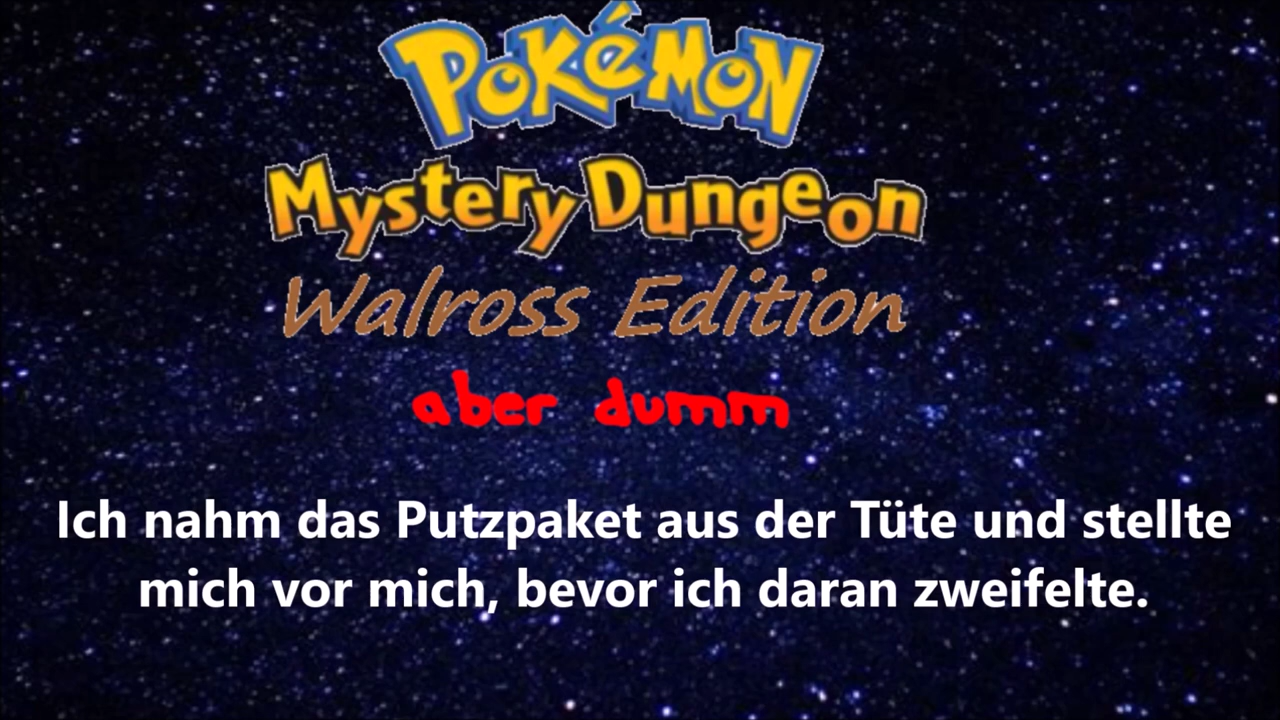 POKéMON
Mystery Dungeon
Walross Edition
aber dumm
Ich nahm das Putzpaket aus der Tüte und stellte
mich vor mich, bevor ich daran zweifelte.